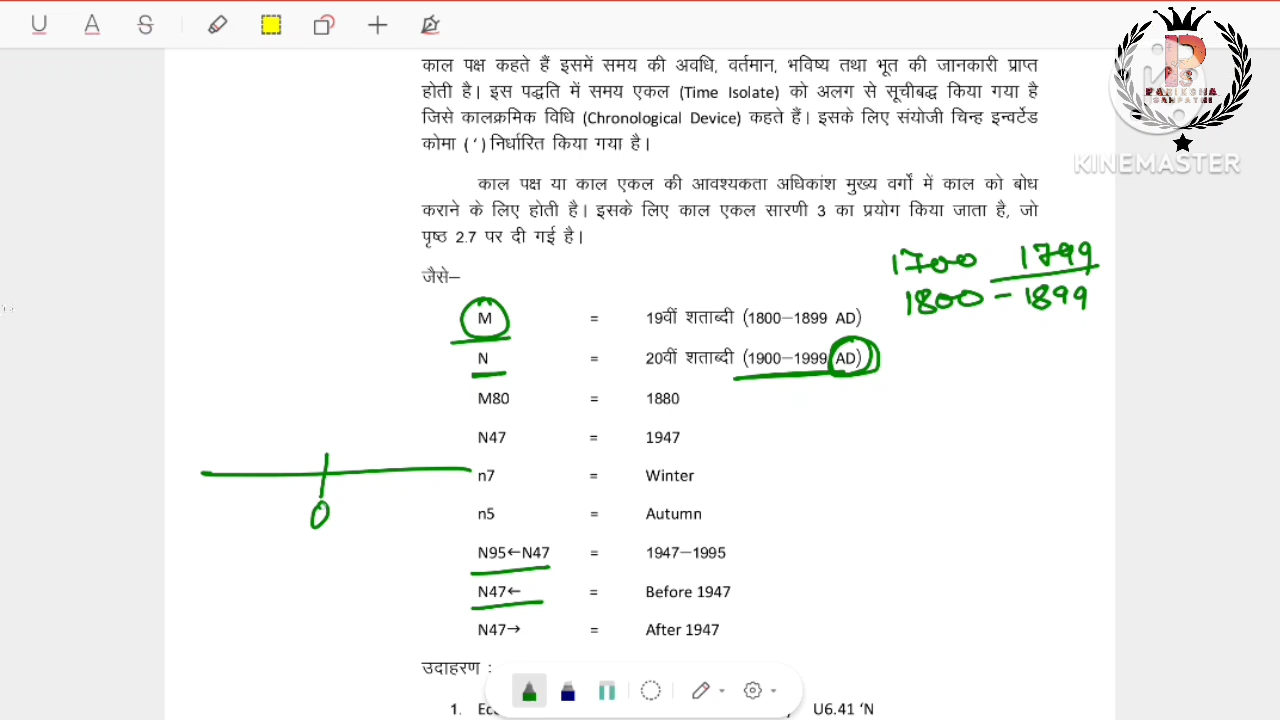 PARIKSHA
SANPATHI
KINEMASTER
काल पक्ष कहते हैं इसमें समय की अवधि, वर्तमान, भविष्य तथा भूत की जानकारी प्राप्त
होती है। इस पद्धति में समय एकल (Time Isolate) को अलग से सूचीबद्ध किया गया है
जिसे कालक्रमिक विधि (Chronological Device) कहते हैं। इसके लिए संयोजी चिन्ह इन्वर्टेड
कोमा (‘) निर्धारित किया गया है।
काल पक्ष या काल एकल की आवश्यकता अधिकांश मुख्य वर्गों में काल को बोध
कराने के लिए होती है। इसके लिए काल एकल सारणी 3 का प्रयोग किया जाता है, जो
पृष्ठ 2.7 पर दी गई है।
1700 1799
1800 – 1899
जैसे–
M = 19वीं शताब्दी (1800–1899 AD)
N = 20वीं शताब्दी (1900–1999 AD)
M80 = 1880
N47 = 1947
n7 = Winter
n5 = Autumn
0
N95←N47 = 1947–1995
N47← = Before 1947
N47→ = After 1947
उदाहरण :
1. U6.41 ‘N